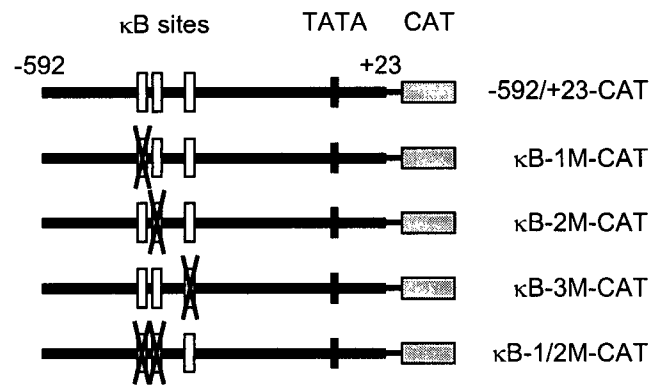 κB sites TATA CAT
-592 +23
-592/+23-CAT
κB-1M-CAT
κB-2M-CAT
κB-3M-CAT
κB-1/2M-CAT